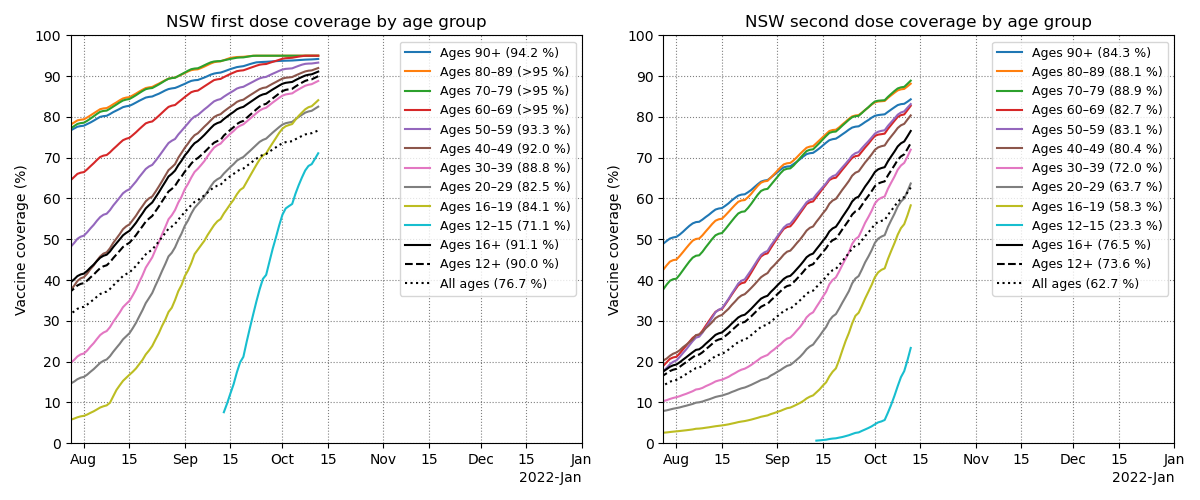 NSW first dose coverage by age group
Vaccine coverage (%)
100
90
80
70
60
50
40
30
20
10
0
Ages 90+ (94.2 %)
Ages 80–89 (>95 %)
Ages 70–79 (>95 %)
Ages 60–69 (>95 %)
Ages 50–59 (93.3 %)
Ages 40–49 (92.0 %)
Ages 30–39 (88.8 %)
Ages 20–29 (82.5 %)
Ages 16–19 (84.1 %)
Ages 12–15 (71.1 %)
Ages 16+ (91.1 %)
Ages 12+ (90.0 %)
All ages (76.7 %)
Aug 15 Sep 15 Oct 15 Nov 15 Dec 15 Jan
2022-Jan
NSW second dose coverage by age group
Vaccine coverage (%)
100
90
80
70
60
50
40
30
20
10
0
Ages 90+ (84.3 %)
Ages 80–89 (88.1 %)
Ages 70–79 (88.9 %)
Ages 60–69 (82.7 %)
Ages 50–59 (83.1 %)
Ages 40–49 (80.4 %)
Ages 30–39 (72.0 %)
Ages 20–29 (63.7 %)
Ages 16–19 (58.3 %)
Ages 12–15 (23.3 %)
Ages 16+ (76.5 %)
Ages 12+ (73.6 %)
All ages (62.7 %)
Aug 15 Sep 15 Oct 15 Nov 15 Dec 15 Jan
2022-Jan